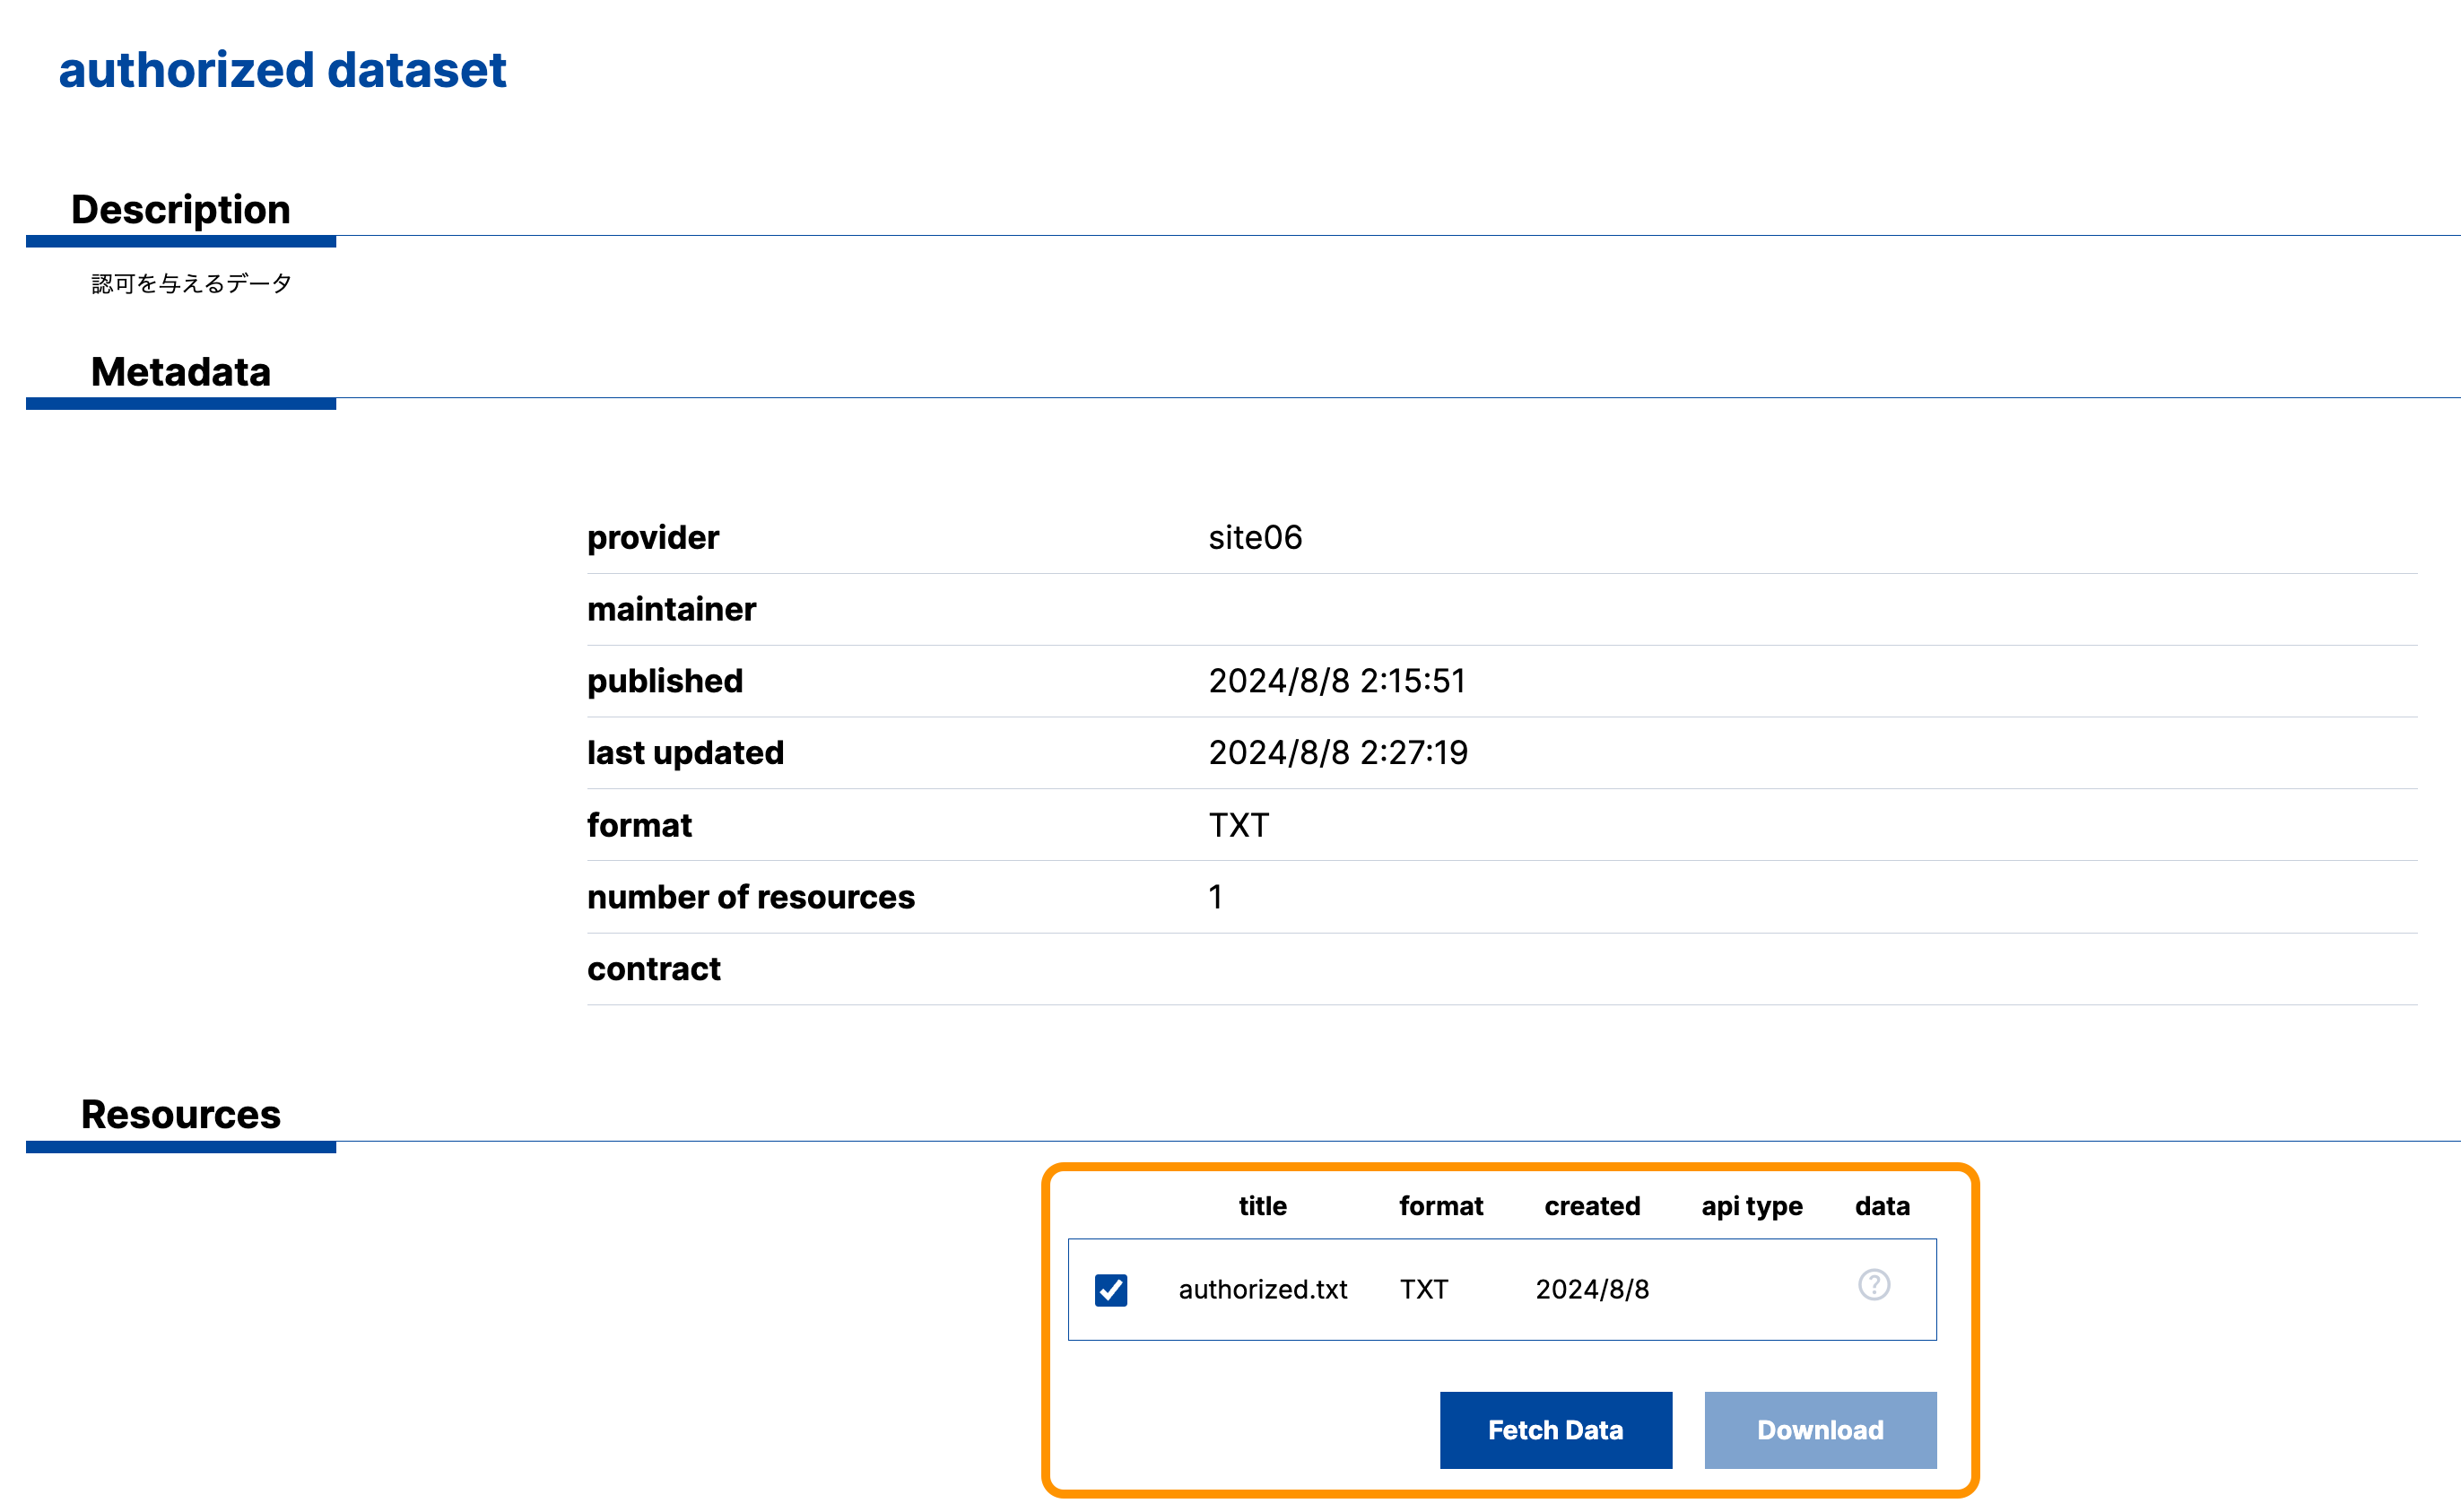 authorized dataset
Description
認可を与えるデータ
Metadata
provider site06
maintainer
published 2024/8/8 2:15:51
last updated 2024/8/8 2:27:19
format TXT
number of resources 1
contract
Resources
title format created api type data
authorized.txt TXT 2024/8/8 ?
Fetch Data Download